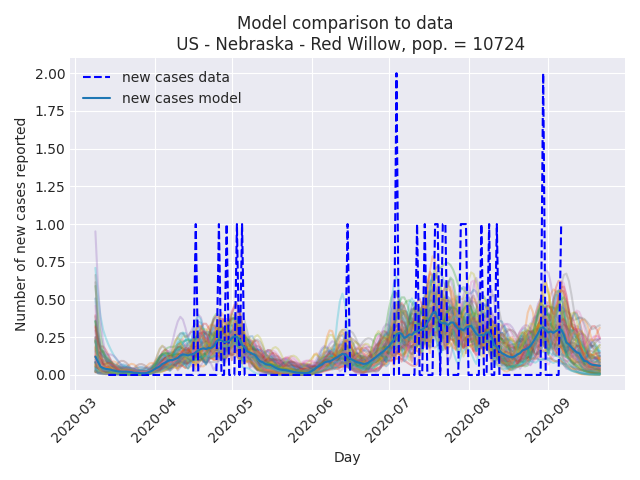 Model comparison to data
US - Nebraska - Red Willow, pop. = 10724
new cases data
new cases model
Number of new cases reported
2.00
1.75
1.50
1.25
1.00
0.75
0.50
0.25
0.00
2020-03
2020-04
2020-05
2020-06
2020-07
2020-08
2020-09
Day